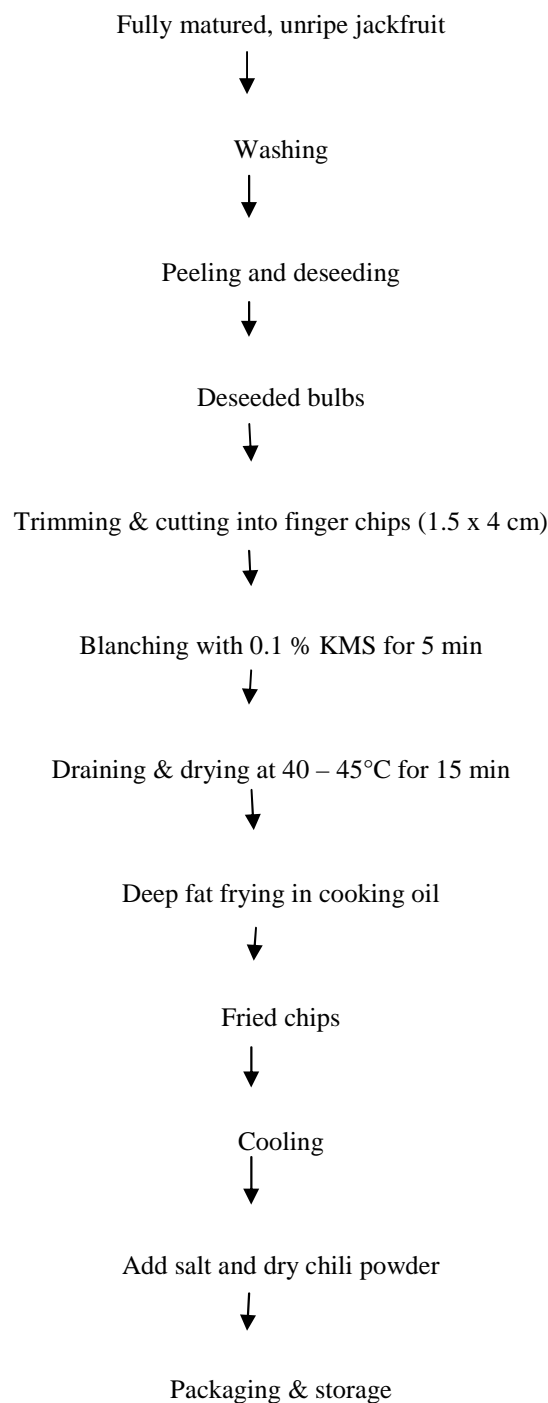 Fully matured, unripe jackfruit
Washing
Peeling and deseeding
Deseeded bulbs
Trimming & cutting into finger chips (1.5 x 4 cm)
Blanching with 0.1 % KMS for 5 min
Draining & drying at 40 – 45°C for 15 min
Deep fat frying in cooking oil
Fried chips
Cooling
Add salt and dry chili powder
Packaging & storage